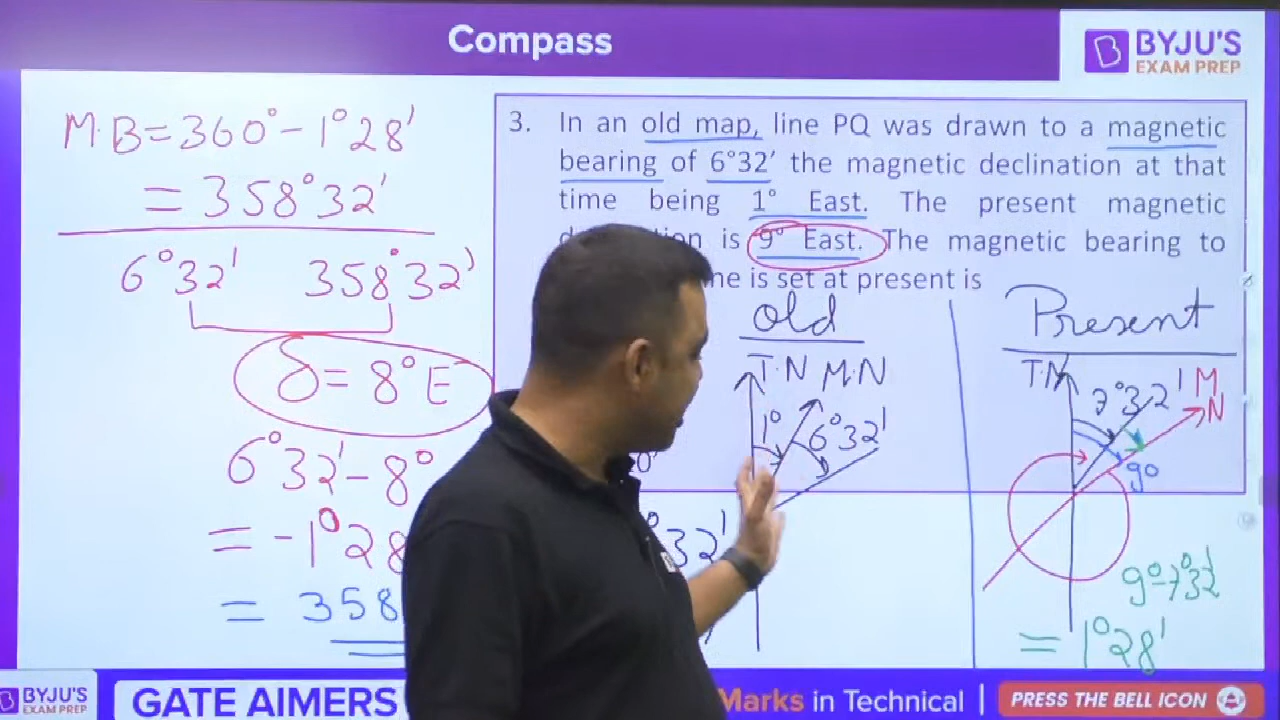 Compass
BYJU'S
EXAM PREP
M.B = 360° - 1°28'
= 358°32'
6°32' 358°32'
δ = 8°E
6°32' - 8°
= -1°28
= 358
3. In an old map, line PQ was drawn to a magnetic
bearing of 6°32' the magnetic declination at that
time being 1° East. The present magnetic
is 9° East. The magnetic bearing to
is set at present is
old
T.N M.N
1° 6°32'
32'
Present
T.N 7°32' M
N
9°
9°-7°32'
= 1°28'
BYJU'S
EXAM PREP
GATE AIMERS
Marks in Technical
PRESS THE BELL ICON